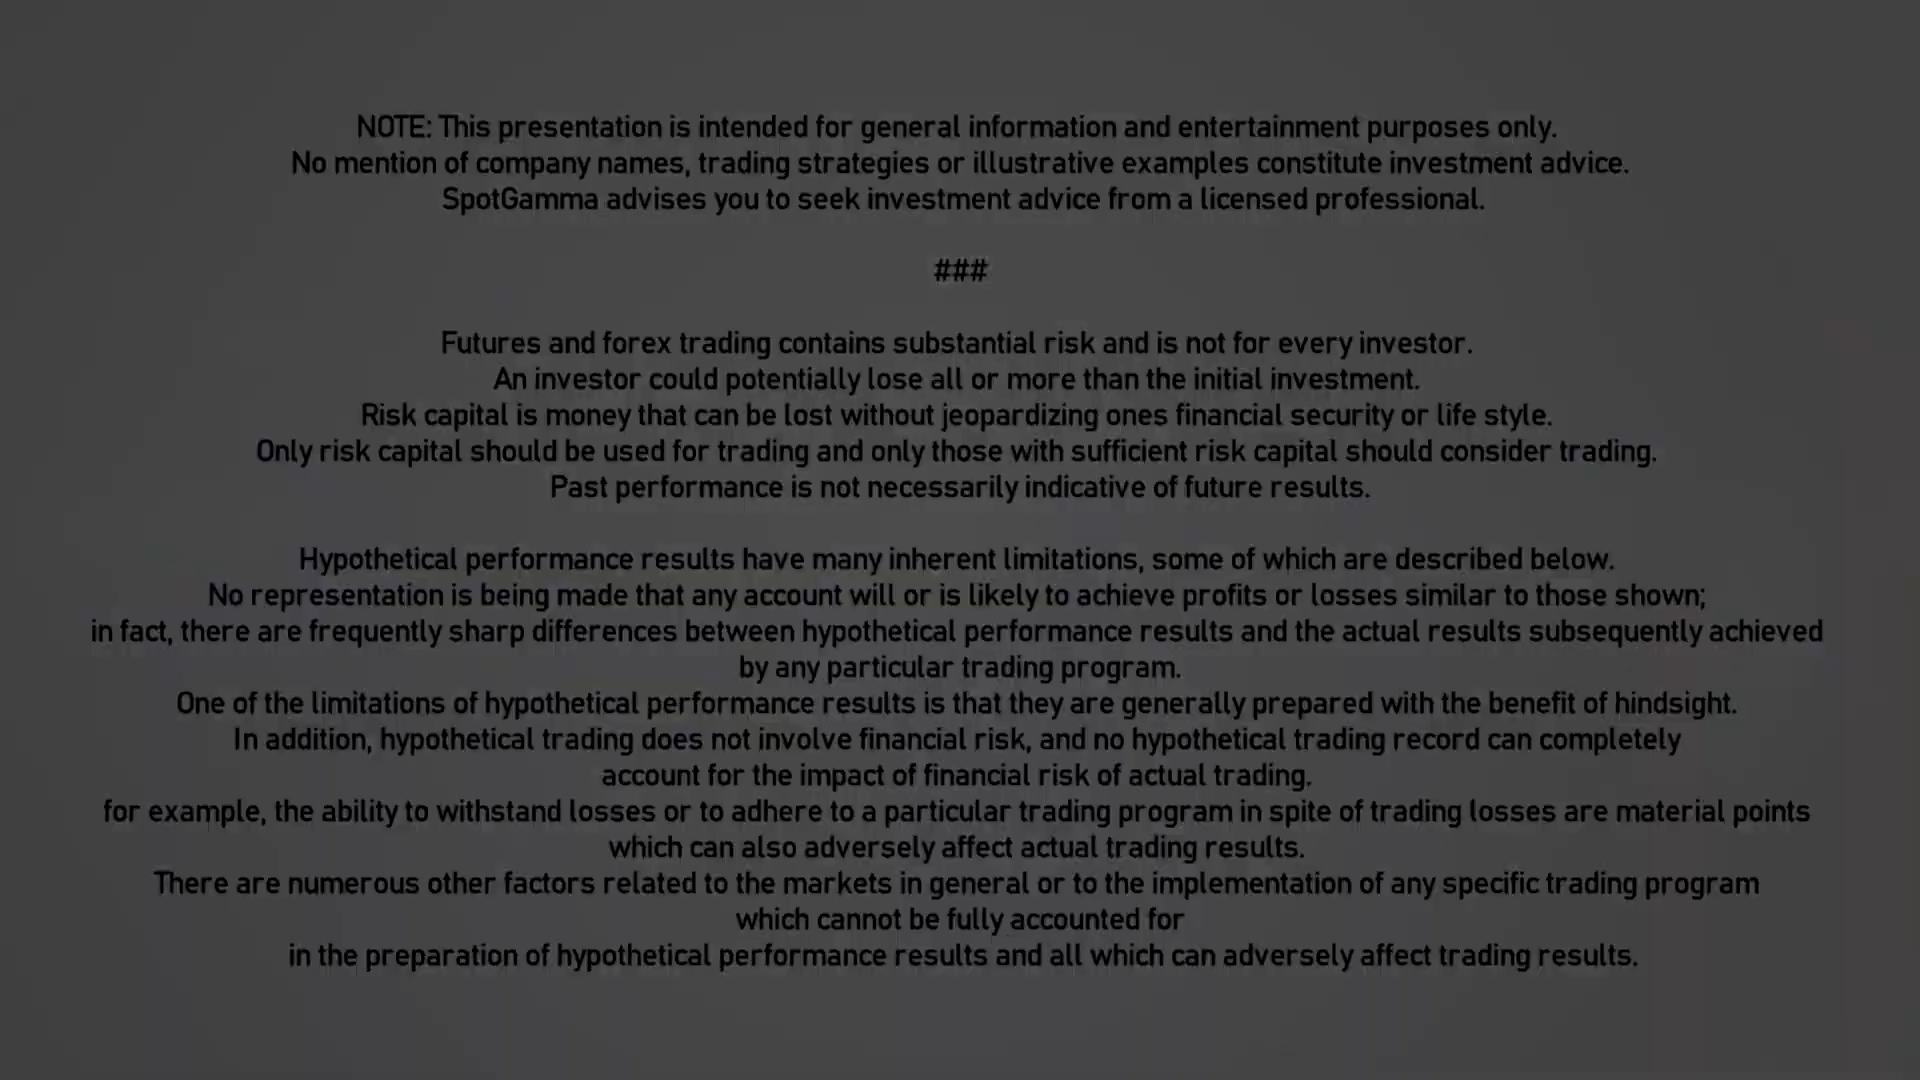 NOTE: This presentation is intended for general information and entertainment purposes only.
No mention of company names, trading strategies or illustrative examples constitute investment advice.
SpotGamma advises you to seek investment advice from a licensed professional.
###
Futures and forex trading contains substantial risk and is not for every investor.
An investor could potentially lose all or more than the initial investment.
Risk capital is money that can be lost without jeopardizing ones financial security or life style.
Only risk capital should be used for trading and only those with sufficient risk capital should consider trading.
Past performance is not necessarily indicative of future results.
Hypothetical performance results have many inherent limitations, some of which are described below.
No representation is being made that any account will or is likely to achieve profits or losses similar to those shown;
in fact, there are frequently sharp differences between hypothetical performance results and the actual results subsequently achieved
by any particular trading program.
One of the limitations of hypothetical performance results is that they are generally prepared with the benefit of hindsight.
In addition, hypothetical trading does not involve financial risk, and no hypothetical trading record can completely
account for the impact of financial risk of actual trading.
for example, the ability to withstand losses or to adhere to a particular trading program in spite of trading losses are material points
which can also adversely affect actual trading results.
There are numerous other factors related to the markets in general or to the implementation of any specific trading program
which cannot be fully accounted for
in the preparation of hypothetical performance results and all which can adversely affect trading results.